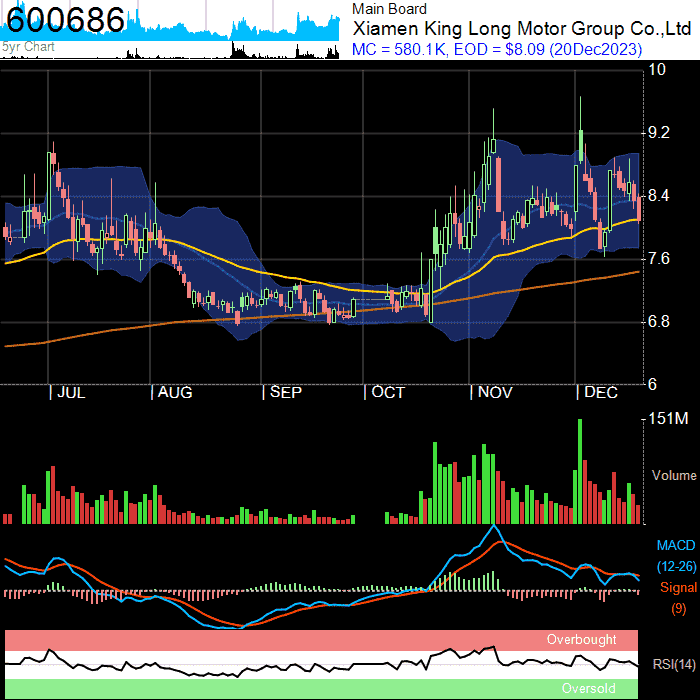 600686
5yr Chart
Main Board
Xiamen King Long Motor Group Co.,Ltd
MC = 580.1K, EOD = $8.09 (20Dec2023)
10
9.2
8.4
7.6
6.8
6
JUL AUG SEP OCT NOV DEC
151M
Volume
MACD
(12-26)
Signal
(9)
Overbought
RSI(14)
Oversold